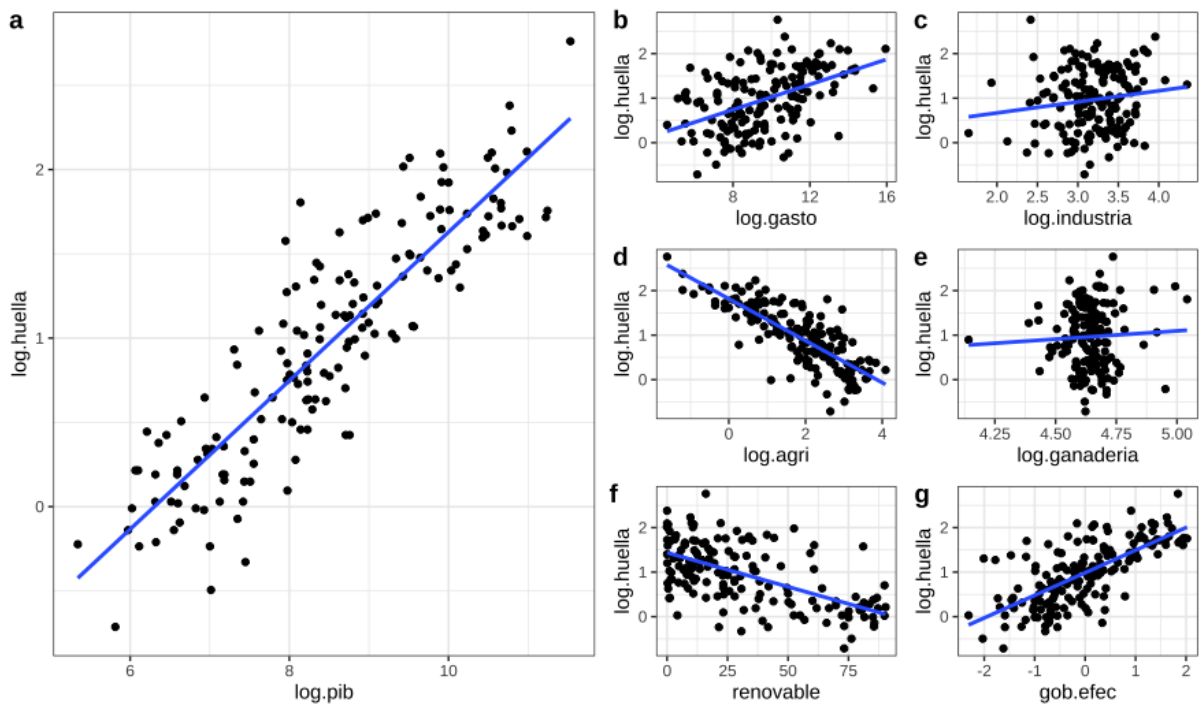 a
log.huella
2
1
0
6 8 10
log.pib
b
log.huella
2
1
0
8 12 16
log.gasto
c
log.huella
2
1
0
2.0 2.5 3.0 3.5 4.0
log.industria
d
log.huella
2
1
0
0 2 4
log.agri
e
log.huella
2
1
0
4.25 4.50 4.75 5.00
log.ganaderia
f
log.huella
2
1
0
0 25 50 75
renovable
g
log.huella
2
1
0
-2 -1 0 1 2
gob.efec